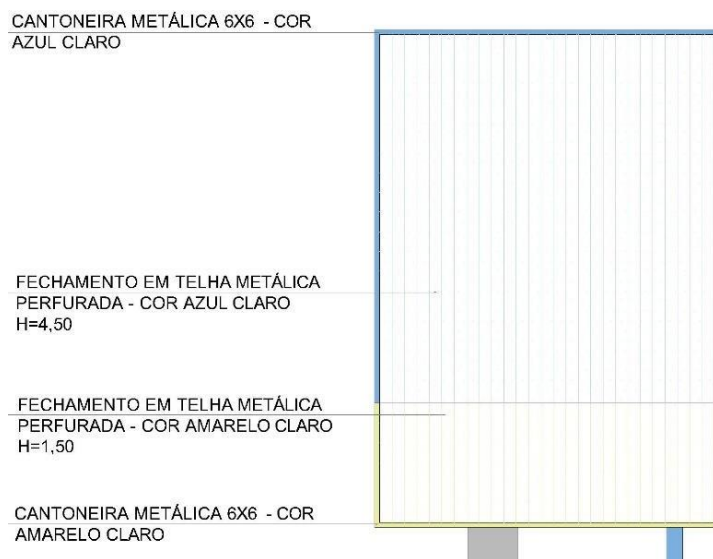 CANTONEIRA METÁLICA 6X6 - COR
AZUL CLARO
FECHAMENTO EM TELHA METÁLICA
PERFURADA - COR AZUL CLARO
H=4,50
FECHAMENTO EM TELHA METÁLICA
PERFURADA - COR AMARELO CLARO
H=1,50
CANTONEIRA METÁLICA 6X6 - COR
AMARELO CLARO